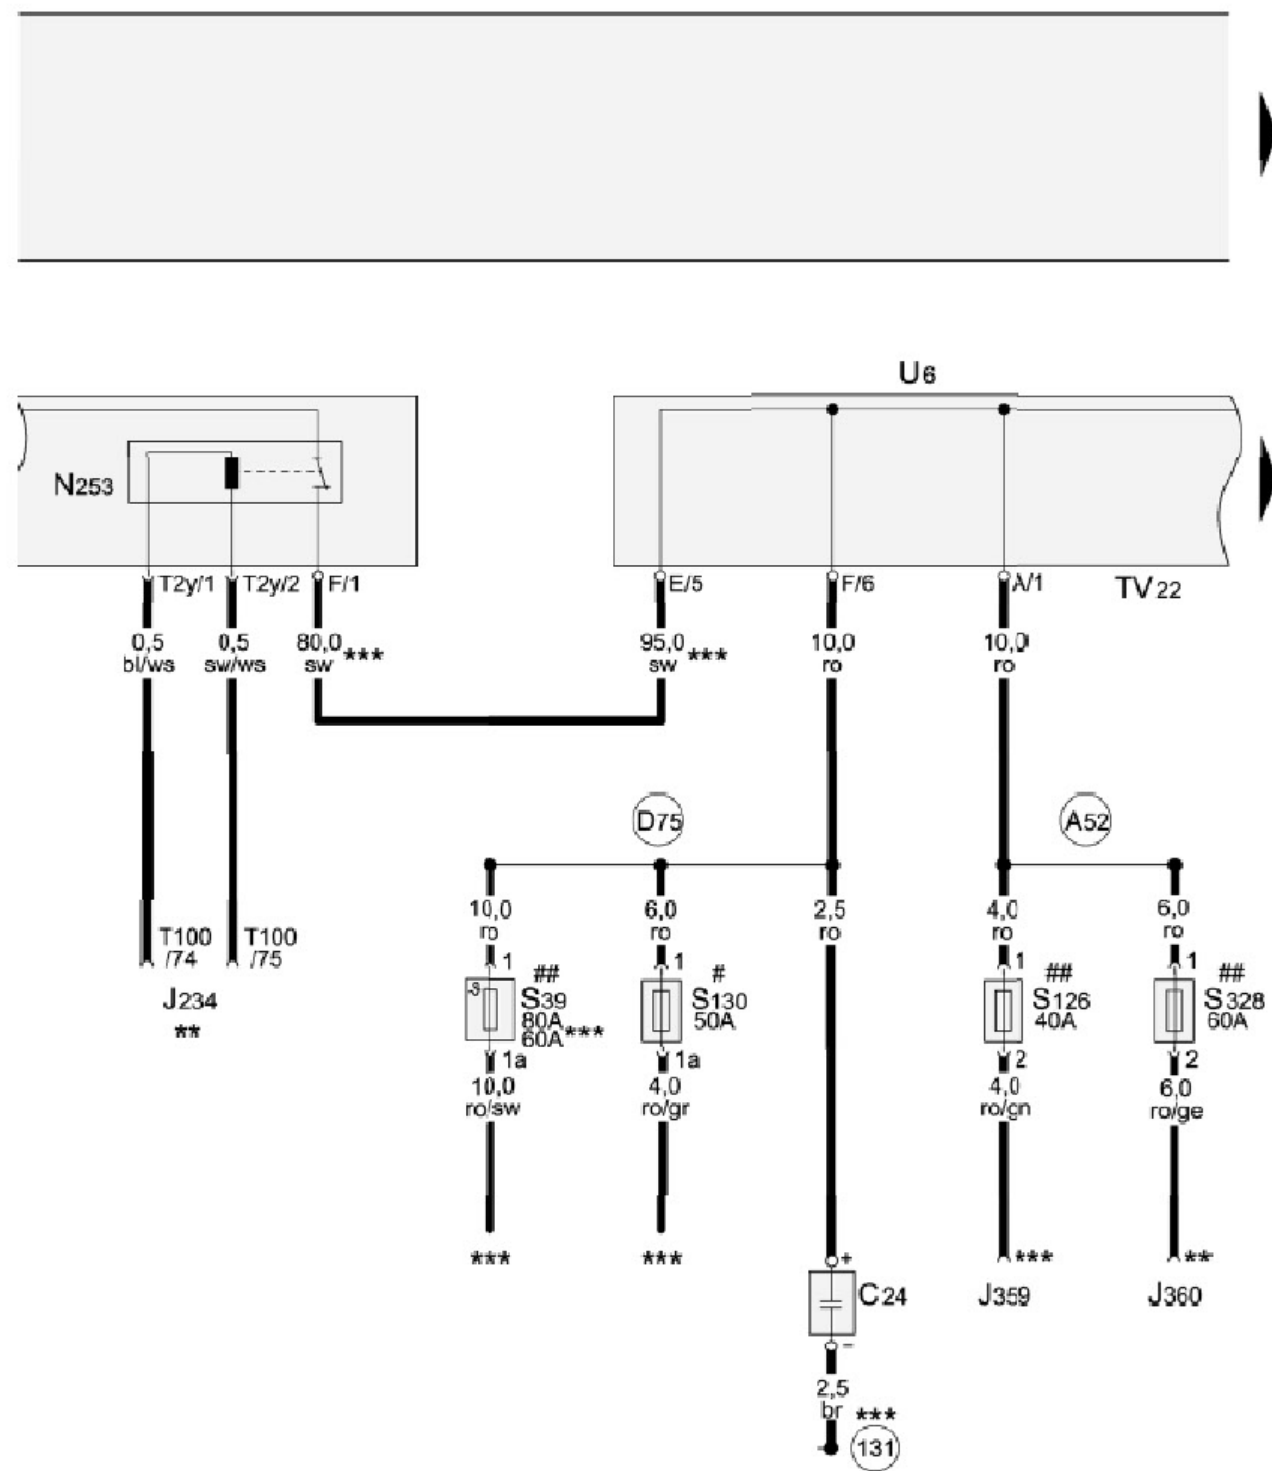 U6
N253
T2y/1 T2y/2 F/1 E/5 F/6 A/1 TV22
0,5 0,5 80,0 *** 95,0 *** 10,0 10,0
bl/ws sw/ws sw sw ro ro
D75 A52
10,0 6,0 2,5 4,0 6,0
ro ro ro ro ro
T100 T100
/74 /75
1 1 1 1
J234 ## # ## ##
** S39 S130 S126 S328
80A 50A 40A 60A
60A ***
1a 1a 2 2
10,0 4,0 4,0 6,0
ro/sw ro/gr ro/gn ro/ge
*** *** + *** **
C24 J359 J360
−
2,5
br ***
131